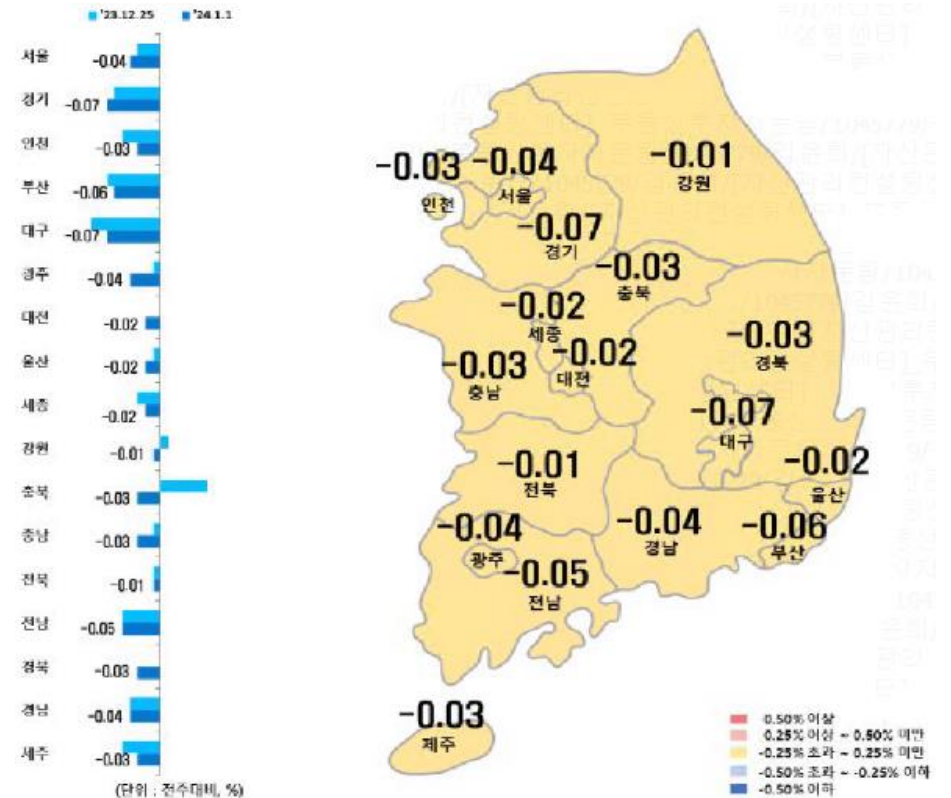 '23.12.25 '24.1.1
서울 -0.04
경기 -0.07
인천 -0.03
부산 -0.06
대구 -0.07
광주 -0.04
대전 -0.02
울산 -0.02
세종 -0.02
강원 -0.01
충북 -0.03
충남 -0.03
전북 -0.01
전남 -0.05
경북 -0.03
경남 -0.04
제주 -0.03
(단위 : 전주대비, %)
-0.03
인천
-0.04
서울
-0.01
강원
-0.07
경기
-0.03
충북
-0.02
세종
-0.02
대전
-0.03
충남
-0.03
경북
-0.07
대구
-0.02
울산
-0.01
전북
-0.04
경남
-0.06
부산
-0.04
광주
-0.05
전남
-0.03
제주
0.50% 이상
0.25% 이상 ~ 0.50% 미만
-0.25% 초과 ~ 0.25% 미만
-0.50% 초과 ~ -0.25% 이하
-0.50% 이하